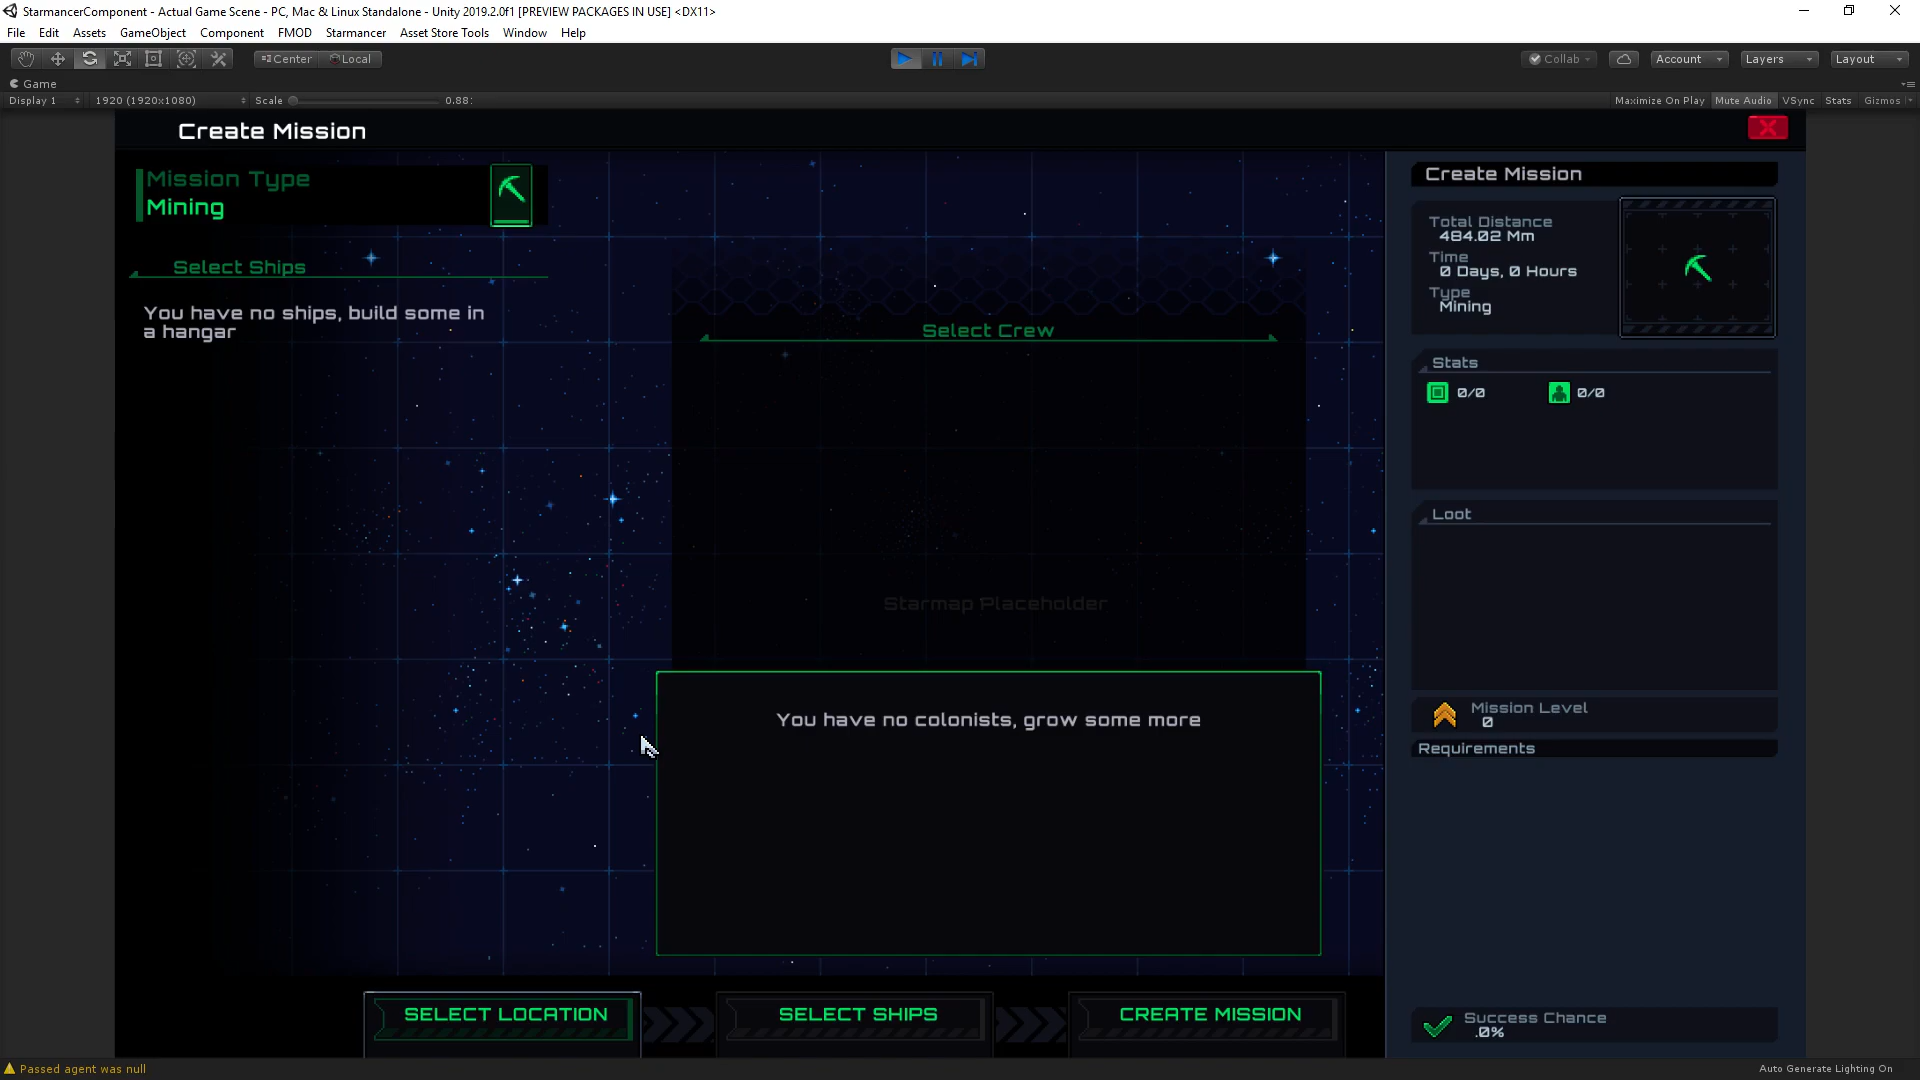 StarmancerComponent - Actual Game Scene - PC, Mac & Linux Standalone - Unity 2019.2.0f1 [PREVIEW PACKAGES IN USE] <DX11>
File Edit Assets GameObject Component FMOD Starmancer Asset Store Tools Window Help
Center Local Collab Account Layers Layout
Game
Display 1 1920 (1920x1080) Scale 0.88: Maximize On Play Mute Audio VSync Stats Gizmos
Create Mission
Mission Type
Mining
Select Ships
You have no ships, build some in
a hangar
Select Crew
Starmap Placeholder
You have no colonists, grow some more
SELECT LOCATION
SELECT SHIPS
CREATE MISSION
Create Mission
Total Distance
484.02 Mm
Time
0 Days, 0 Hours
Type
Mining
Stats
0/0 0/0
Loot
Mission Level
0
Requirements
Success Chance
.0%
Passed agent was null
Auto Generate Lighting On